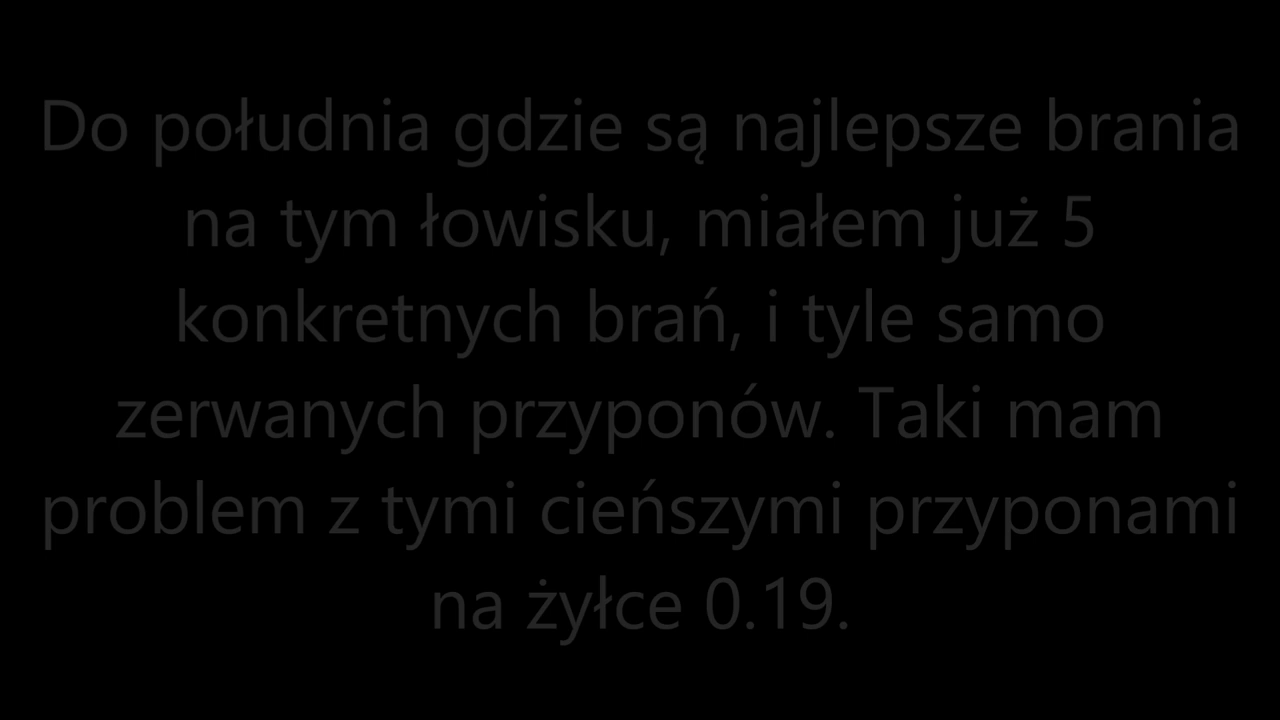 Do południa gdzie są najlepsze brania
na tym łowisku, miałem już 5
konkretnych brań, i tyle samo
zerwanych przyponów. Taki mam
problem z tymi cieńszymi przyponami
na żyłce 0.19.